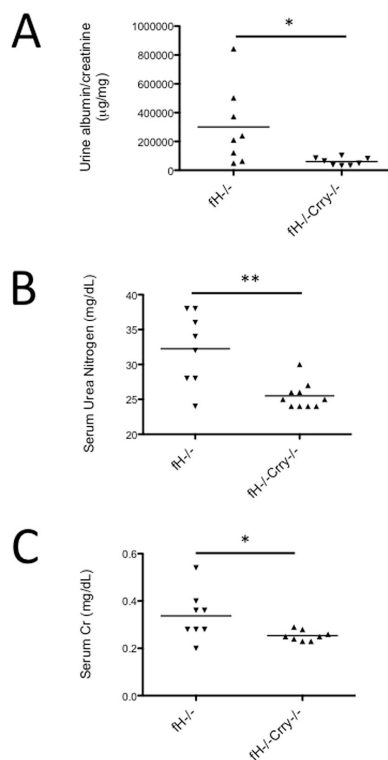 A
*
Urine albumin/creatinine
(µg/mg)
1000000
800000
600000
400000
200000
0
fH-/-
fH-/-Crry-/-
B
**
Serum Urea Nitrogen (mg/dL)
40
35
30
25
20
fH-/-
fH-/-Crry-/-
C
*
Serum Cr (mg/dL)
0.6
0.4
0.2
0.0
fH-/-
fH-/-Crry-/-